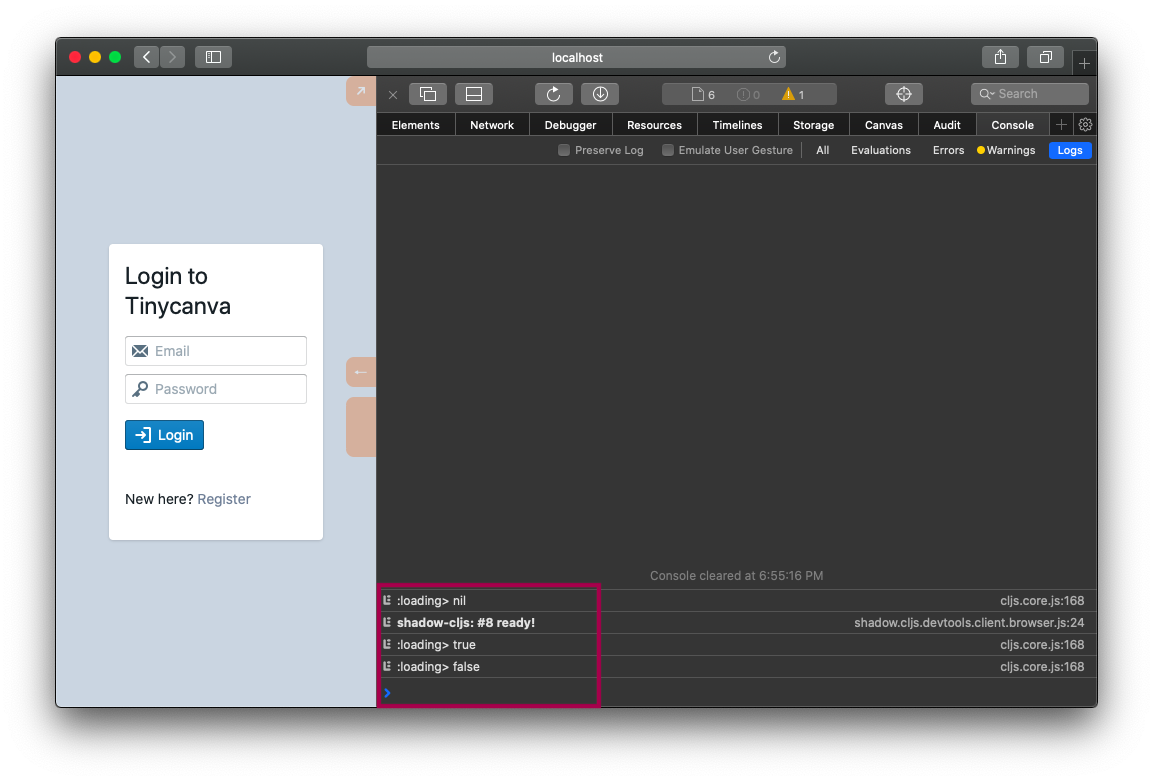 localhost
6 0 1 Search
Elements Network Debugger Resources Timelines Storage Canvas Audit Console
Preserve Log Emulate User Gesture All Evaluations Errors Warnings Logs
Login to
Tinycanva
Email
Password
Login
New here? Register
Console cleared at 6:55:16 PM
:loading> nil cljs.core.js:168
shadow-cljs: #8 ready! shadow.cljs.devtools.client.browser.js:24
:loading> true cljs.core.js:168
:loading> false cljs.core.js:168